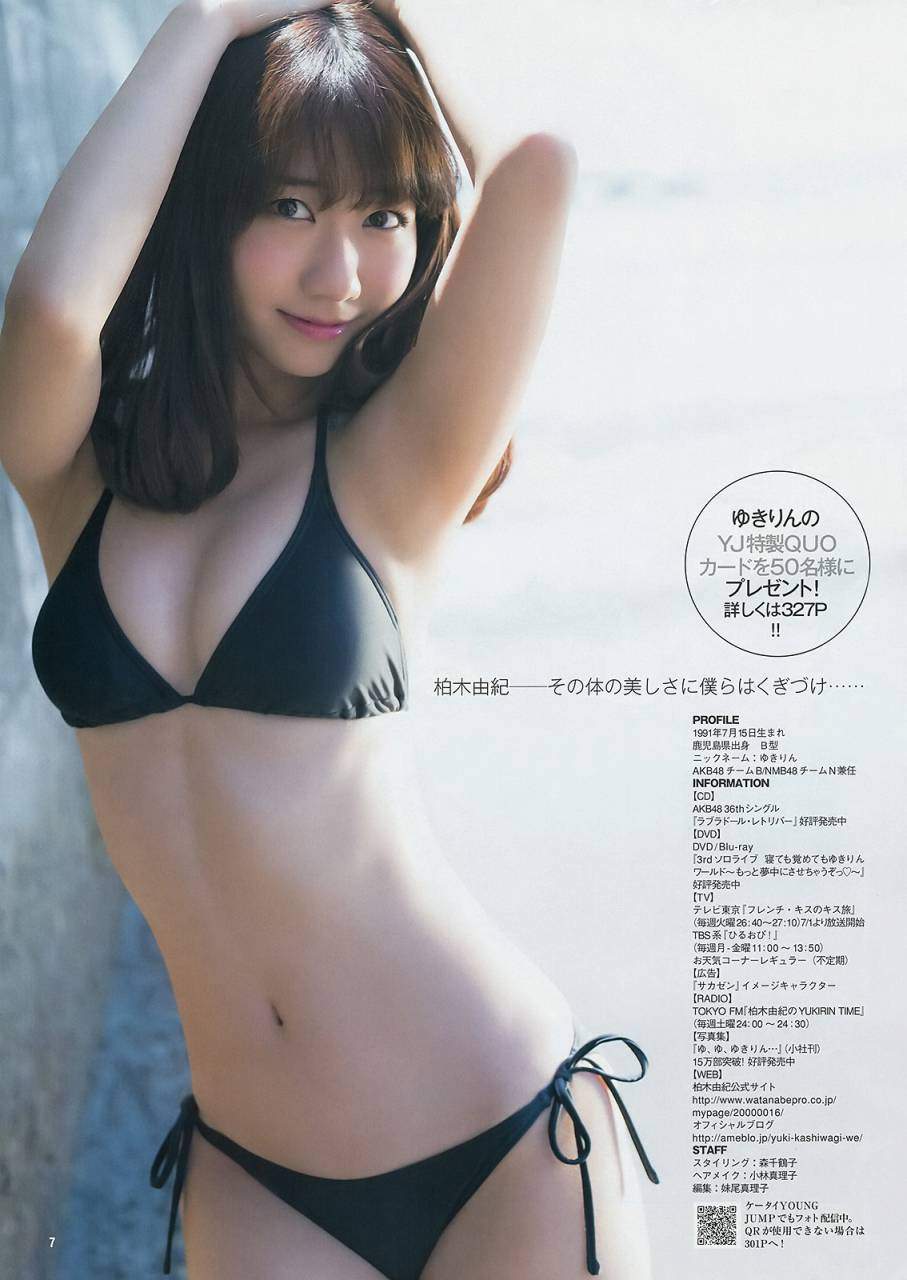 ゆきりんの
YJ特製QUO
カードを50名様に
プレゼント!
詳しくは327P
!!
柏木由紀――その体の美しさに僕らはくぎづけ……
PROFILE
1991年7月15日生まれ
鹿児島県出身　B型
ニックネーム：ゆきりん
AKB48チームB/NMB48チームN兼任
INFORMATION
【CD】
AKB48 36thシングル
『ラブラドール・レトリバー』好評発売中
【DVD】
DVD/Blu-ray
『3rdソロライブ　寝ても覚めてもゆきりん
ワールド〜もっと夢中にさせちゃうぞっ♡〜』
好評発売中
【TV】
テレビ東京『フレンチ・キスのキス旅』
（毎週火曜26:40〜27:10）7/1より放送開始
TBS系『ひるおび！』
（毎週月-金曜11:00〜13:50）
お天気コーナーレギュラー（不定期）
【広告】
『サカゼン』イメージキャラクター
【RADIO】
TOKYO FM『柏木由紀のYUKIRIN TIME』
（毎週土曜24:00〜24:30）
【写真集】
『ゆ、ゆ、ゆきりん…』（小社刊）
15万部突破! 好評発売中
【WEB】
柏木由紀公式サイト
http://www.watanabepro.co.jp/
mypage/20000016/
オフィシャルブログ
http://ameblo.jp/yuki-kashiwagi-we/
STAFF
スタイリング：森千鶴子
ヘアメイク：小林真理子
編集：妹尾真理子
ケータイYOUNG
JUMPでもフォト配信中。
QRが使用できない場合は
301Pへ！
7